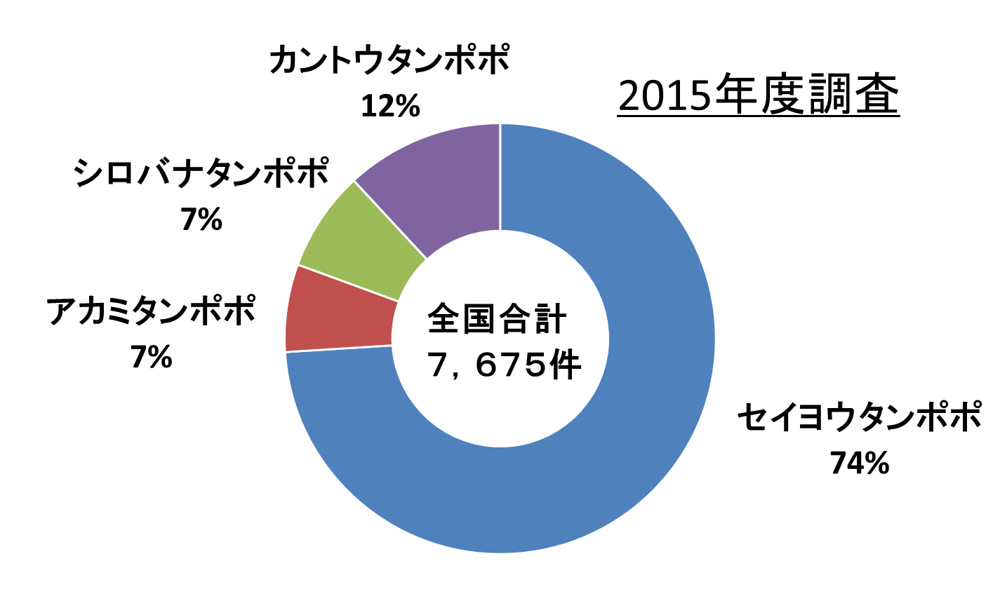 2015年度調査
カントウタンポポ
12%
シロバナタンポポ
7%
アカミタンポポ
7%
全国合計
７，６７５件
セイヨウタンポポ
74%